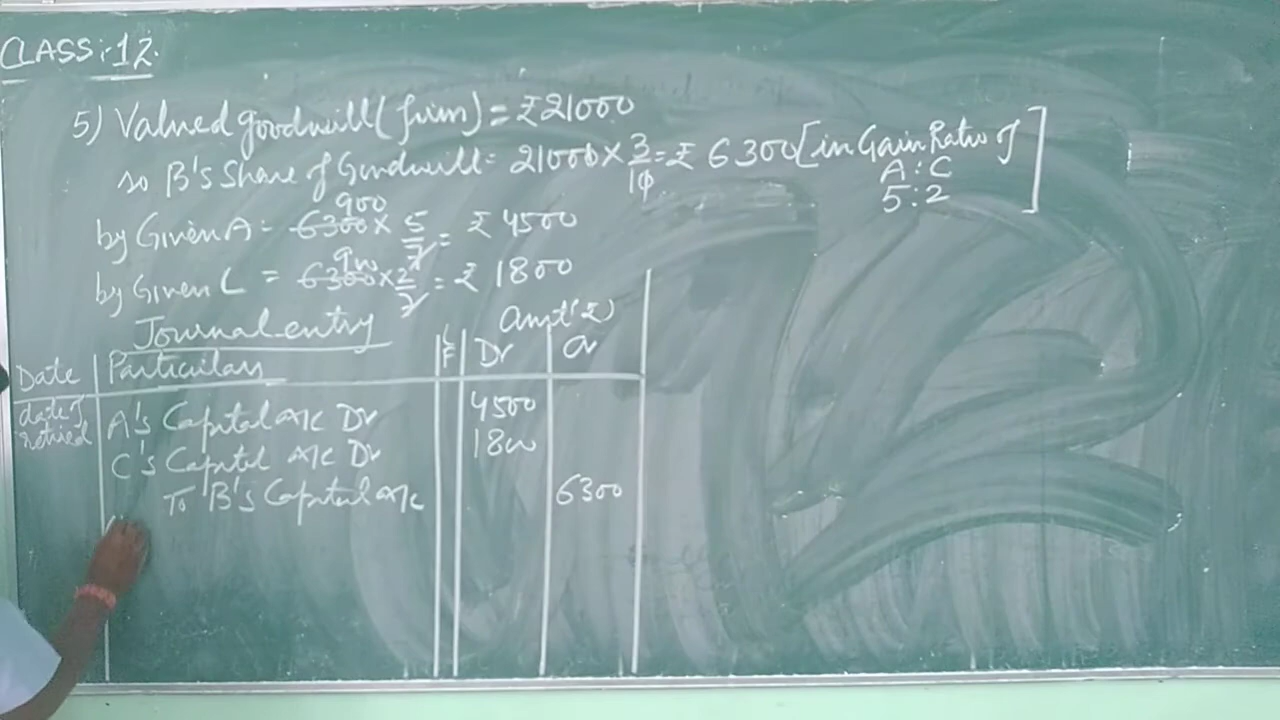 CLASS:-12.
5) Valued goodwill (firm) = ₹21000
so B's Share of Goodwill = 21000 × 3/10 = ₹ 6300 [in Gain Ratio of A:C 5:2]
900
by Given A = 6300 × 5/7 = ₹ 4500
900
by Given C = 6300 × 2/7 = ₹ 1800
Journal entry
Amt (₹)
Date Particulars L F Dr Cr
date of retired A's Capital A/c Dr 4500
C's Capital A/c Dr 1800
To B's Capital A/c 6300